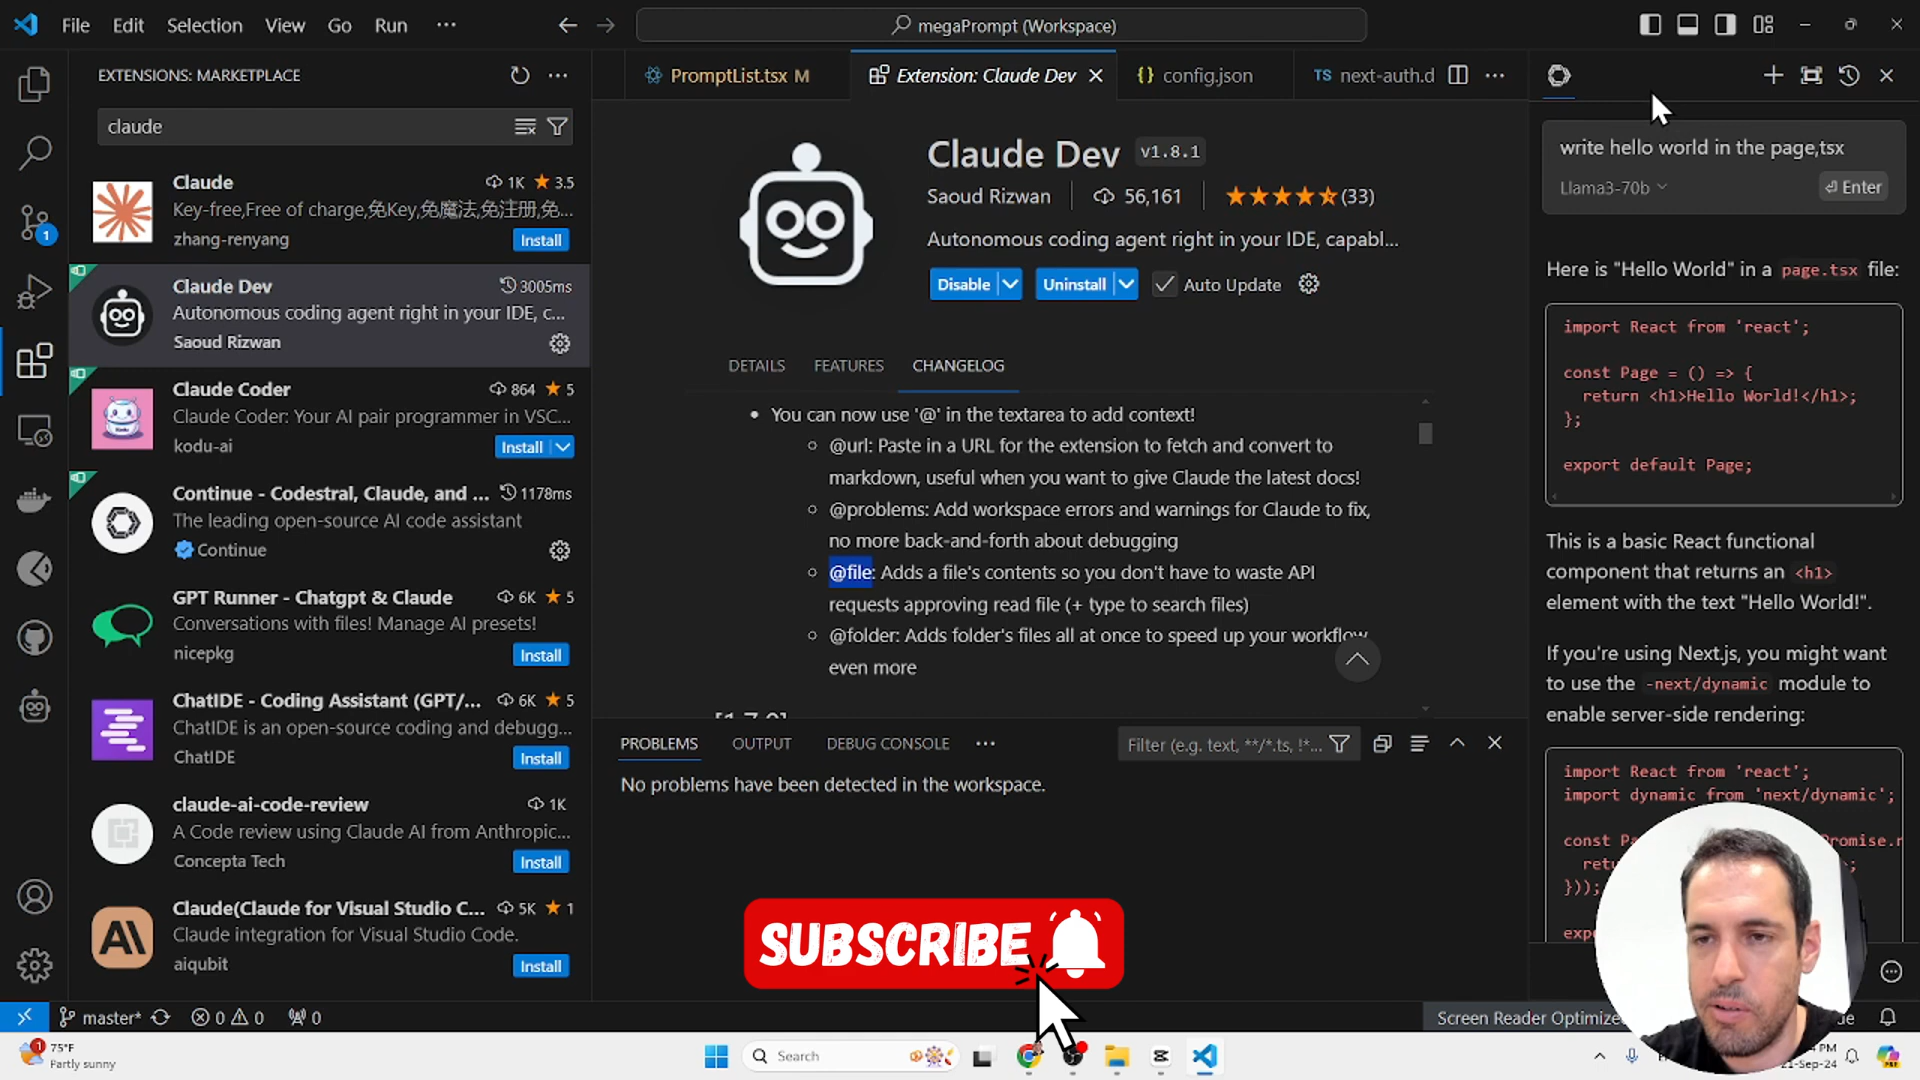 File Edit Selection View Go Run ···
megaPrompt (Workspace)
EXTENSIONS: MARKETPLACE
claude
Claude 1K 3.5
Key-free,Free of charge,免Key,免魔法,免注册,免...
zhang-renyang Install
Claude Dev 3005ms
Autonomous coding agent right in your IDE, c...
Saoud Rizwan
Claude Coder 864 5
Claude Coder: Your AI pair programmer in VSC...
kodu-ai Install
Continue - Codestral, Claude, and ... 1178ms
The leading open-source AI code assistant
Continue
GPT Runner - Chatgpt & Claude 6K 5
Conversations with files! Manage AI presets!
nicepkg Install
ChatIDE - Coding Assistant (GPT/... 6K 5
ChatIDE is an open-source coding and debugg...
ChatIDE Install
claude-ai-code-review 1K
A Code review using Claude AI from Anthropic...
Concepta Tech Install
Claude(Claude for Visual Studio C... 5K 1
Claude integration for Visual Studio Code.
aiqubit Install
1
PromptList.tsx M
Extension: Claude Dev
{} config.json
TS next-auth.d
Claude Dev v1.8.1
Saoud Rizwan 56,161 (33)
Autonomous coding agent right in your IDE, capabl...
Disable Uninstall Auto Update
DETAILS FEATURES CHANGELOG
• You can now use '@' in the textarea to add context!
@url: Paste in a URL for the extension to fetch and convert to
markdown, useful when you want to give Claude the latest docs!
@problems: Add workspace errors and warnings for Claude to fix,
no more back-and-forth about debugging
@file: Adds a file's contents so you don't have to waste API
requests approving read file (+ type to search files)
@folder: Adds folder's files all at once to speed up your workflow
even more
PROBLEMS OUTPUT DEBUG CONSOLE ···
Filter (e.g. text, **/*.ts, !*...
No problems have been detected in the workspace.
write hello world in the page,tsx
Llama3-70b Enter
Here is "Hello World" in a page.tsx file:
import React from 'react';
const Page = () => {
return <h1>Hello World!</h1>;
};
export default Page;
This is a basic React functional
component that returns an <h1>
element with the text "Hello World!".
If you're using Next.js, you might want
to use the -next/dynamic module to
enable server-side rendering:
import React from 'react';
import dynamic from 'next/dynamic';
SUBSCRIBE
master* 0 0 0
Screen Reader Optimize
1 75°F
Partly sunny
Search
PM
21-Sep-24